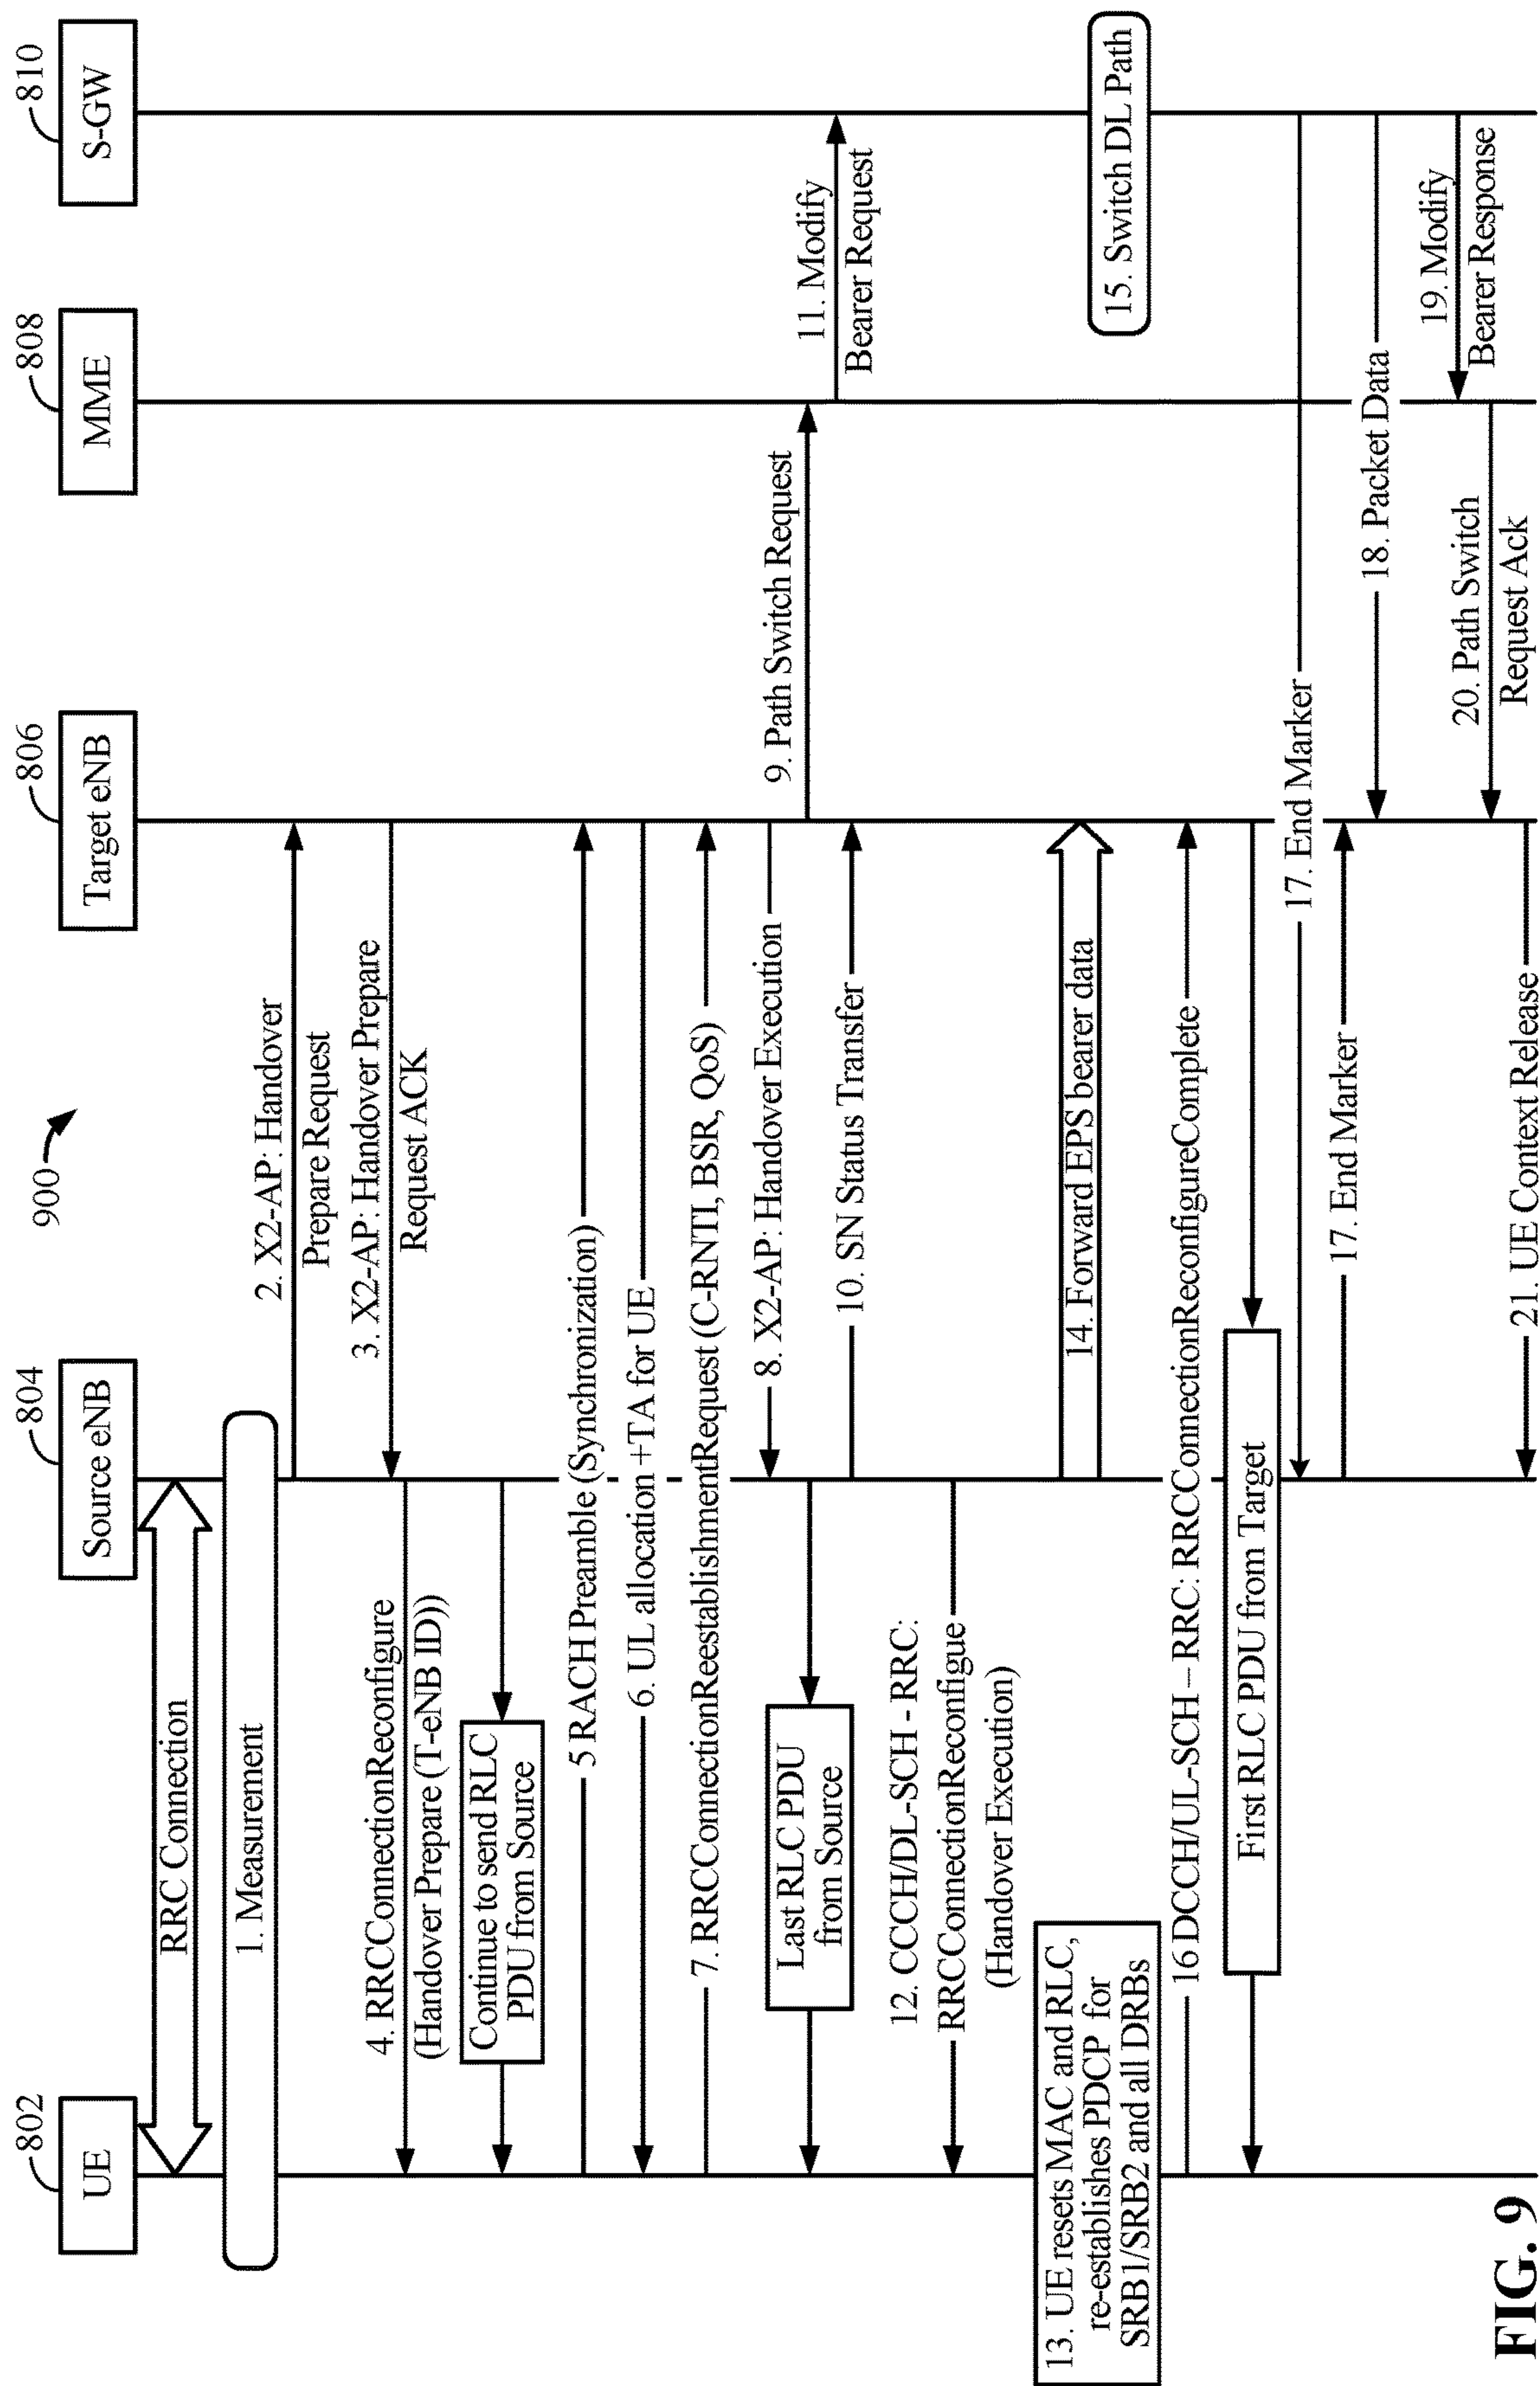 900
802
804
806
808
810
UE
Source eNB
Target eNB
MME
S-GW
RRC Connection
1. Measurement
2. X2-AP: Handover
Prepare Request
3. X2-AP: Handover Prepare
Request ACK
4. RRCConnectionReconfigure
(Handover Prepare (T-eNB ID))
Continue to send RLC
PDU from Source
5 RACH Preamble (Synchronization)
6. UL allocation +TA for UE
7. RRCConnectionReestablishmentRequest (C-RNTI, BSR, QoS)
8. X2-AP: Handover Execution
9. Path Switch Request
Last RLC PDU
from Source
10. SN Status Transfer
11. Modify
Bearer Request
12. CCCH/DL-SCH - RRC:
RRCConnectionReconfigue
(Handover Execution)
13. UE resets MAC and RLC,
re-establishes PDCP for
SRB1/SRB2 and all DRBs
14. Forward EPS bearer data
15. Switch DL Path
16 DCCH/UL-SCH – RRC: RRCConnectionReconfigureComplete
First RLC PDU from Target
17. End Marker
17. End Marker
18. Packet Data
19. Modify
Bearer Response
20. Path Switch
Request Ack
21. UE Context Release
FIG. 9